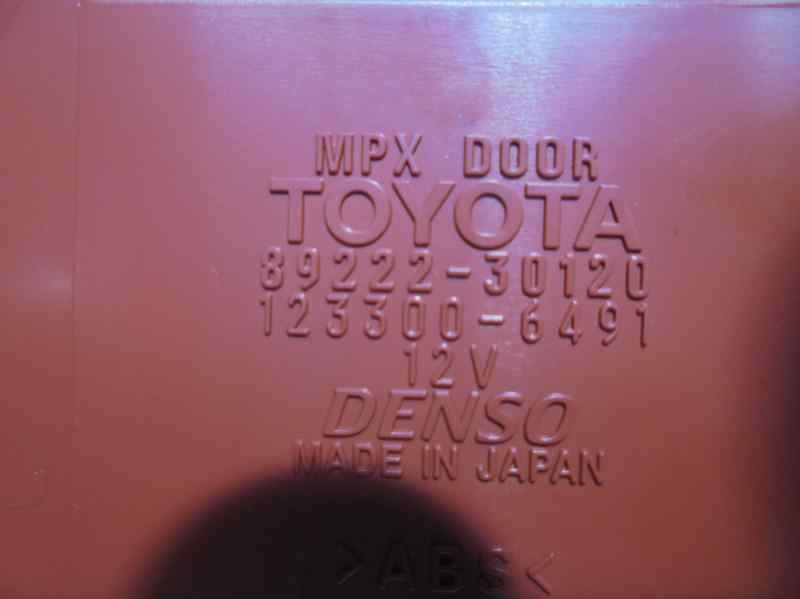 MPX DOOR
TOYOTA
89222-30120
123300-6491
12V
DENSO
MADE IN JAPAN
>ABS<